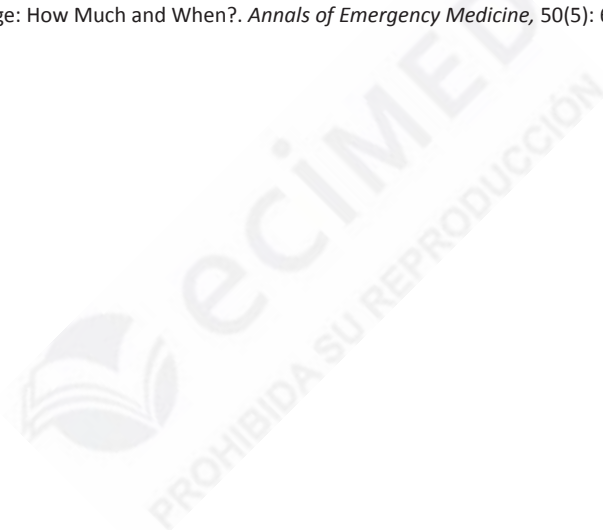 ge: How Much and When?. Annals of Emergency Medicine, 50(5): 6
ecimed
PROHIBIDA SU REPRODUCCIÓN